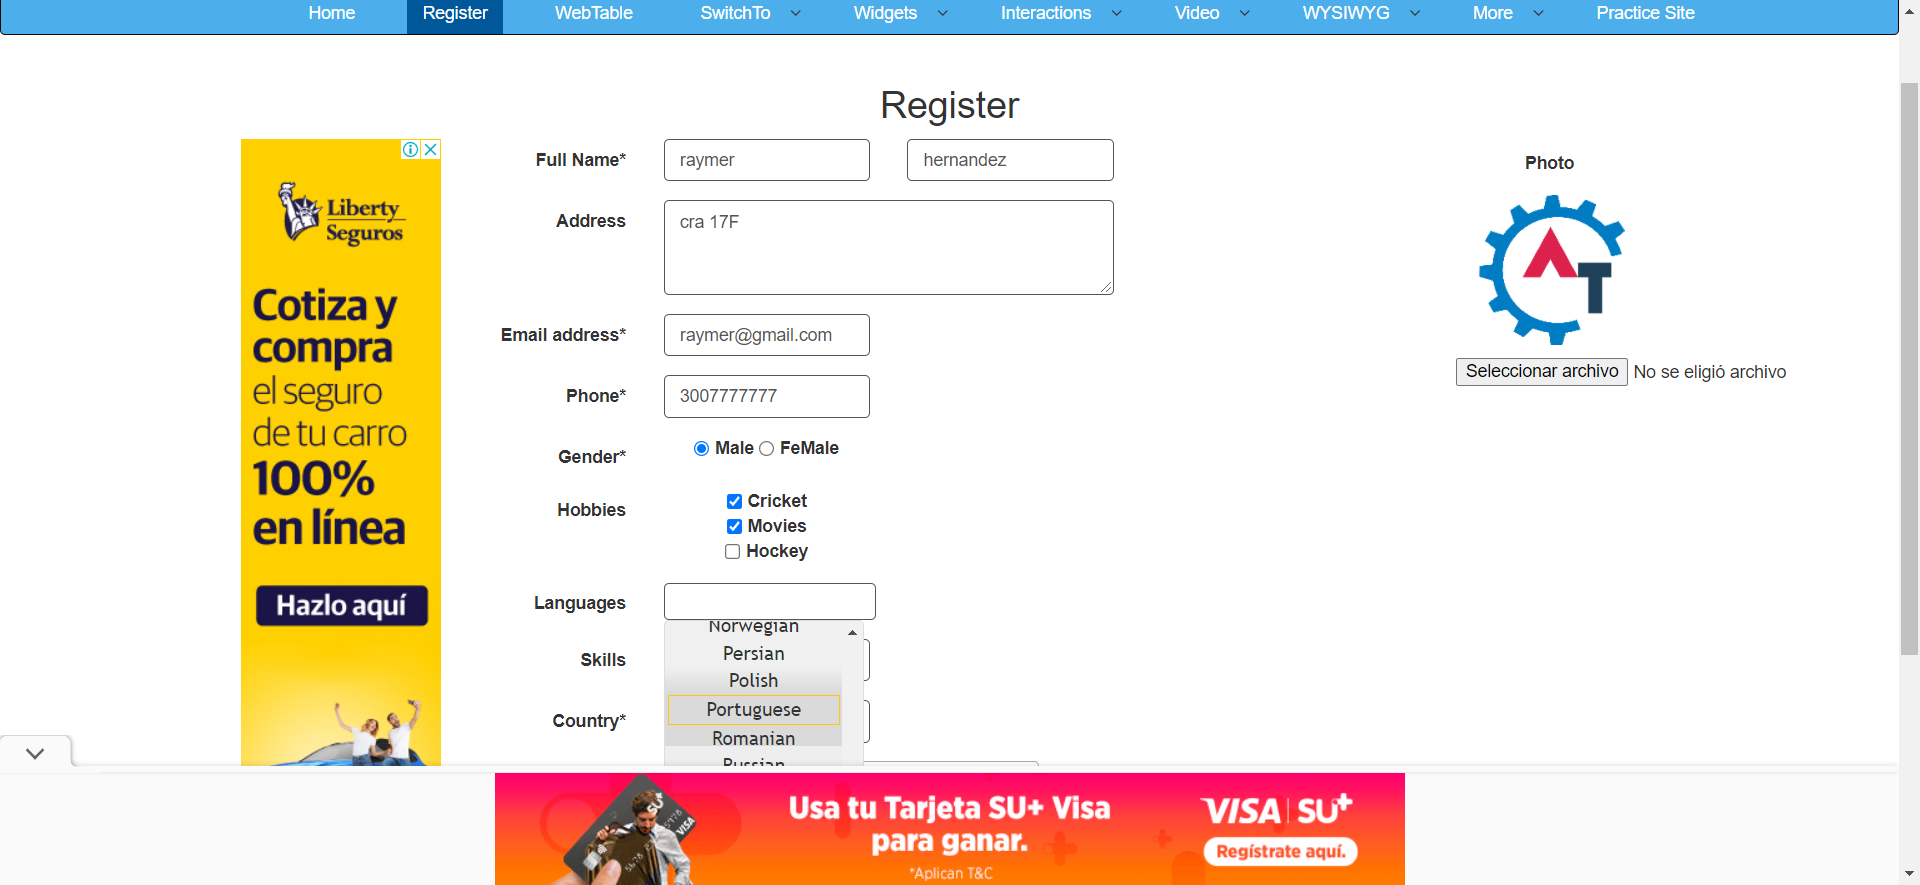 Home Register WebTable SwitchTo Widgets Interactions Video WYSIWYG More Practice Site
Register
Full Name* raymer hernandez
Photo
Address cra 17F
Email address* raymer@gmail.com
Seleccionar archivo No se eligió archivo
Phone* 3007777777
Gender* Male FeMale
Hobbies Cricket
Movies
Hockey
Languages
Norwegian
Persian
Skills
Polish
Portuguese
Country*
Romanian
Russian
Liberty
Seguros
Cotiza y
compra
el seguro
de tu carro
100%
en línea
Hazlo aquí
AT
SU+
VISA
Usa tu Tarjeta SU+ Visa
para ganar.
*Aplican T&C
VISA | SU+
Regístrate aquí.